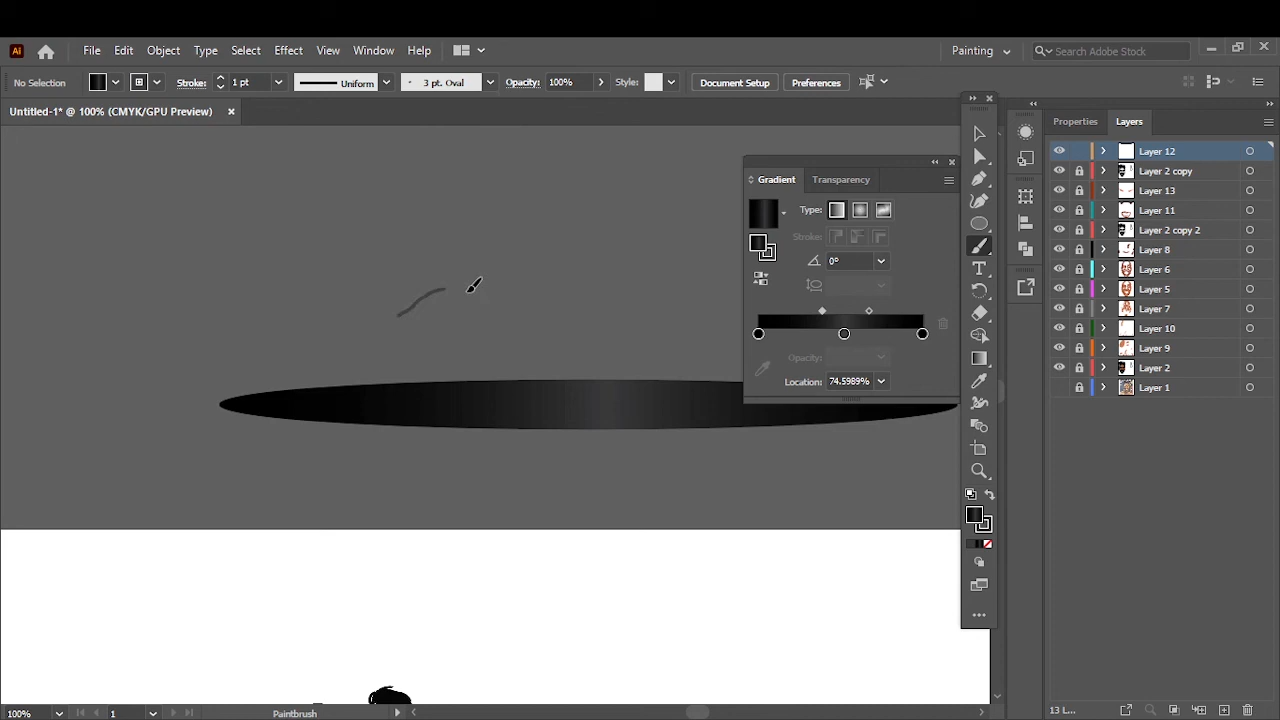 Ai File Edit Object Type Select Effect View Window Help Painting Search Adobe Stock
No Selection Stroke: 1 pt Uniform 3 pt. Oval Opacity: 100% Style: Document Setup Preferences
Untitled-1* @ 100% (CMYK/GPU Preview)
Properties Layers
Layer 12
Layer 2 copy
Layer 13
Layer 11
Layer 2 copy 2
Layer 8
Layer 6
Layer 5
Layer 7
Layer 10
Layer 9
Layer 2
Layer 1
Gradient Transparency
Type:
Stroke:
0°
Opacity:
Location: 74.5989%
100% 1 Paintbrush 13 L...